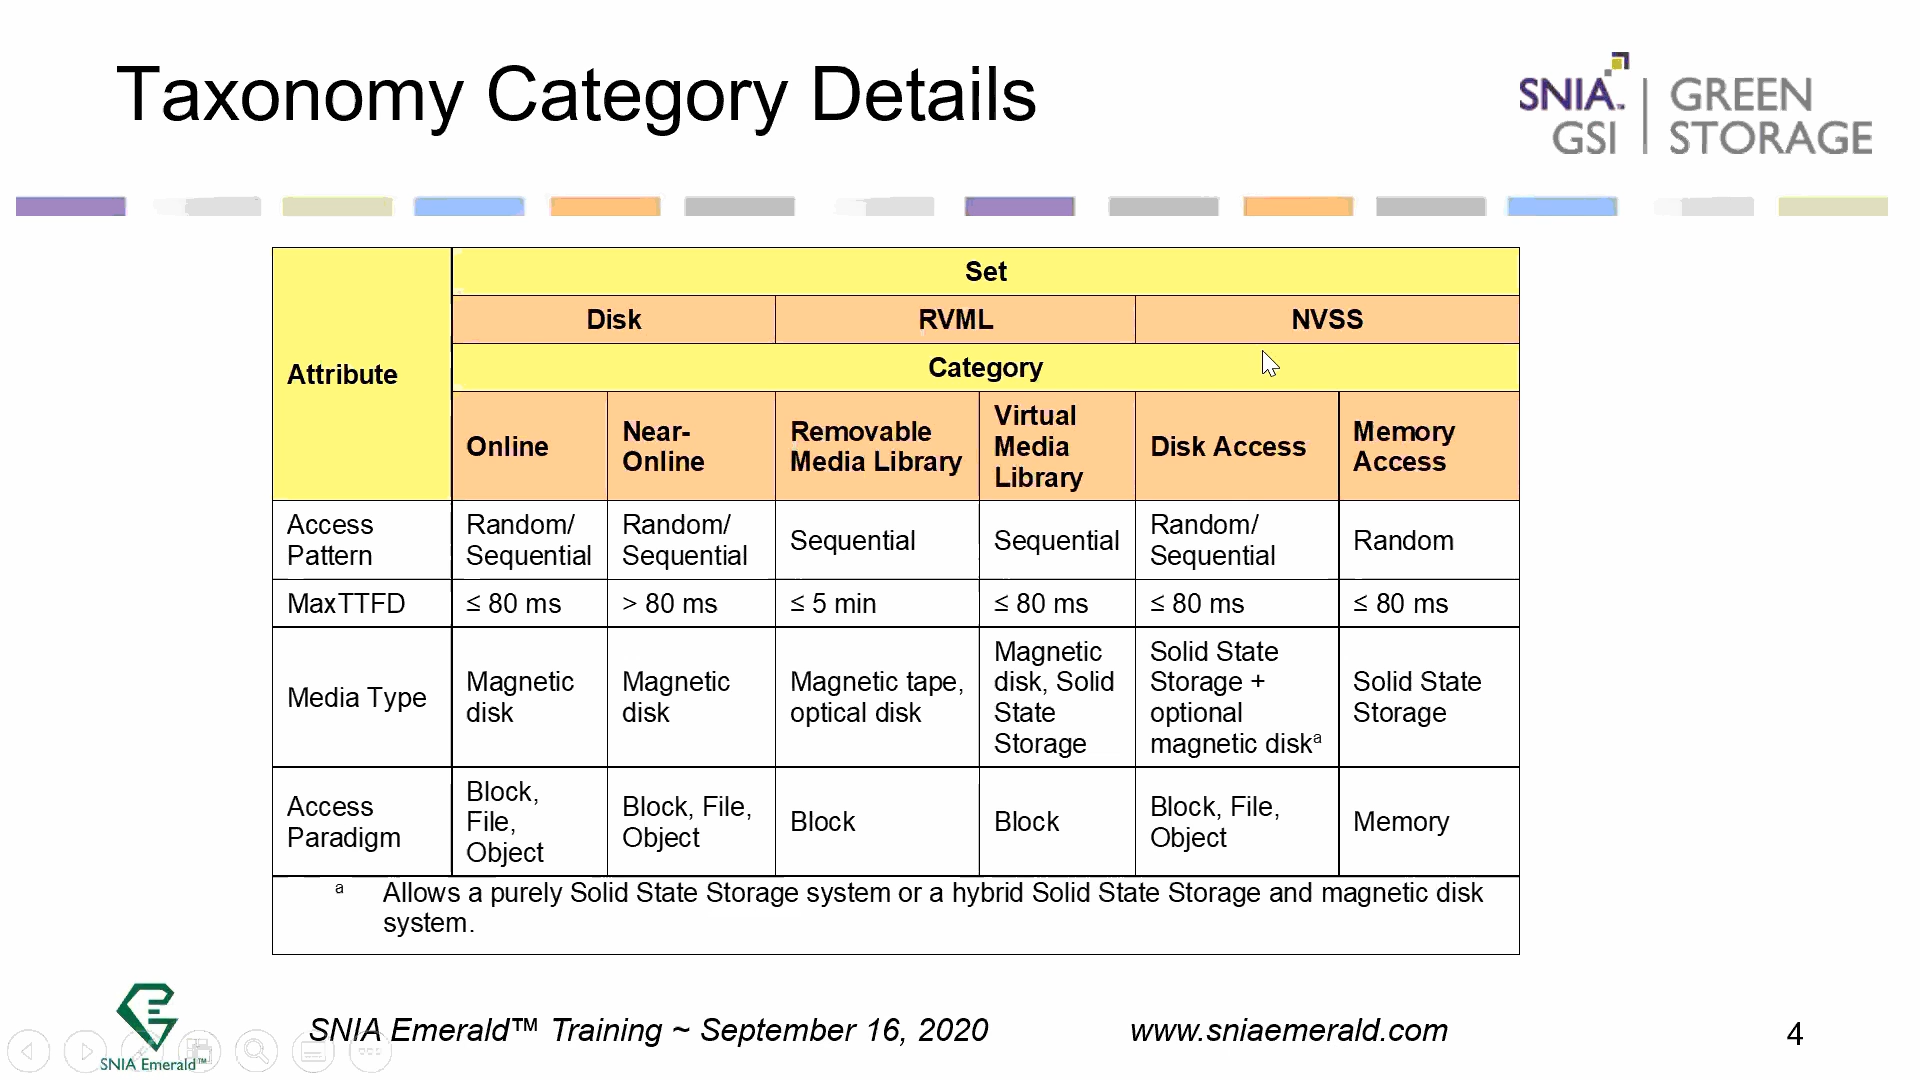 Taxonomy Category Details
SNIA™ GSI
GREEN STORAGE
Attribute
Set
Disk
RVML
NVSS
Category
Online
Near-
Online
Removable
Media Library
Virtual
Media
Library
Disk Access
Memory
Access
Access
Pattern
Random/
Sequential
Random/
Sequential
Sequential
Sequential
Random/
Sequential
Random
MaxTTFD
≤ 80 ms
> 80 ms
≤ 5 min
≤ 80 ms
≤ 80 ms
≤ 80 ms
Media Type
Magnetic
disk
Magnetic
disk
Magnetic tape,
optical disk
Magnetic
disk, Solid
State
Storage
Solid State
Storage +
optional
magnetic diskᵃ
Solid State
Storage
Access
Paradigm
Block,
File,
Object
Block, File,
Object
Block
Block
Block, File,
Object
Memory
a Allows a purely Solid State Storage system or a hybrid Solid State Storage and magnetic disk
system.
SNIA Emerald™
SNIA Emerald™ Training ~ September 16, 2020
www.sniaemerald.com
4